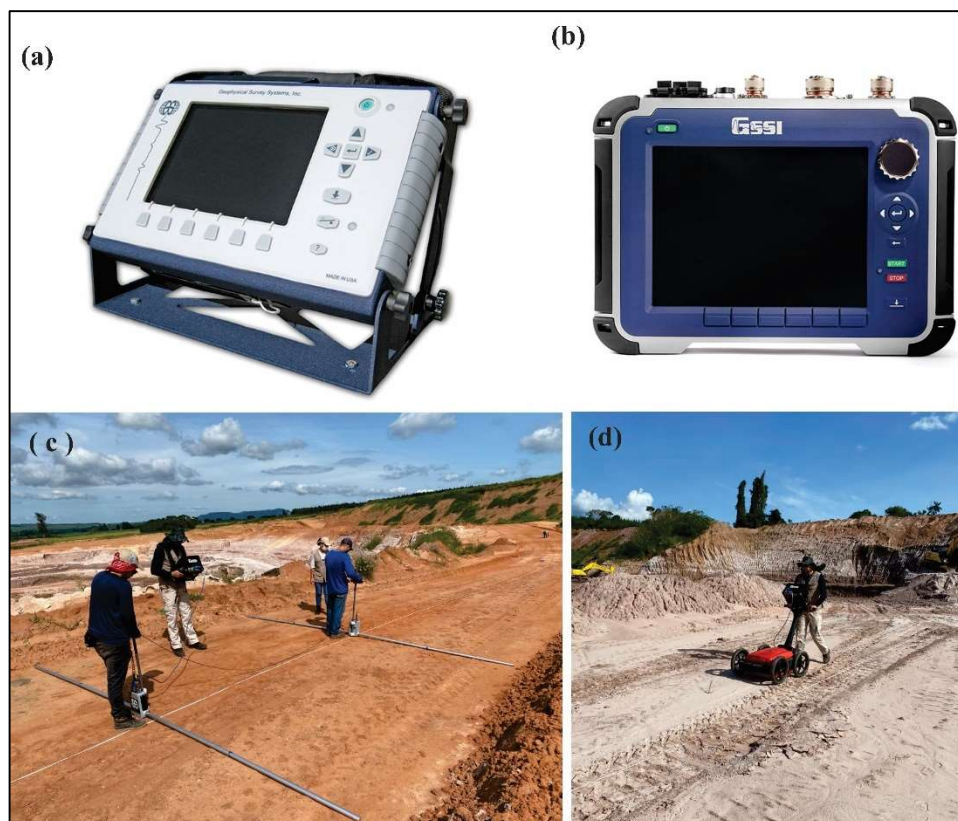 (a)
Geophysical Survey Systems, Inc.
?
MADE IN USA
(b)
GSSI
START
STOP
( c )
(d)